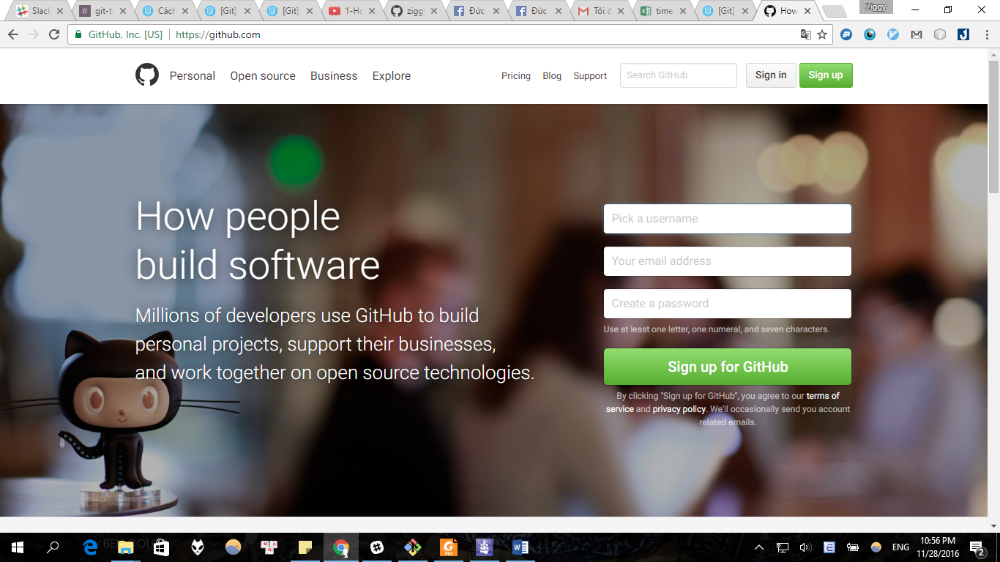 Slack
git-t
Cách
[Git]
[Git]
1-Ho
ziggy
Đức
Đức
Tôi đ
time
[Git]
How
Ziggy
GitHub, Inc. [US]
https://github.com
Personal
Open source
Business
Explore
Pricing
Blog
Support
Search GitHub
Sign in
Sign up
How people
build software
Millions of developers use GitHub to build
personal projects, support their businesses,
and work together on open source technologies.
Pick a username
Your email address
Create a password
Use at least one letter, one numeral, and seven characters.
Sign up for GitHub
By clicking "Sign up for GitHub", you agree to our terms of
service and privacy policy. We'll occasionally send you account
related emails.
ENG
10:56 PM
11/28/2016
2